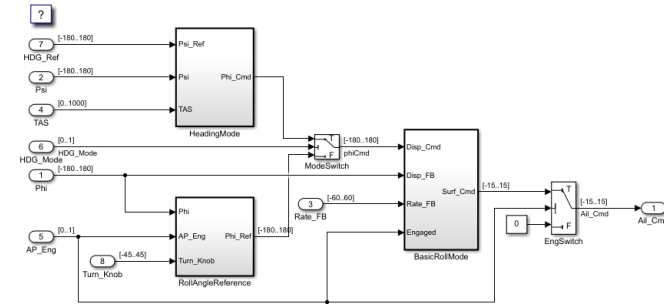 ?
7
[-180..180]
HDG_Ref
2
[-180..180]
Psi
4
[0..1000]
TAS
Psi_Ref
Psi
TAS
Phi_Cmd
HeadingMode
6
[0..1]
HDG_Mode
HDG_Mode
1
[-180..180]
Phi
T
F
ModeSwitch
[-180..180]
phiCmd
5
[0..1]
AP_Eng
8
[-45..45]
Turn_Knob
Phi
AP_Eng
Turn_Knob
Phi_Ref
RollAngleReference
[-180..180]
3
[-60..60]
Rate_FB
Disp_Cmd
Disp_FB
Rate_FB
Engaged
Surf_Cmd
BasicRollMode
[-15..15]
0
T
F
EngSwitch
[-15..15]
Ail_Cmd
1
Ail_Cm